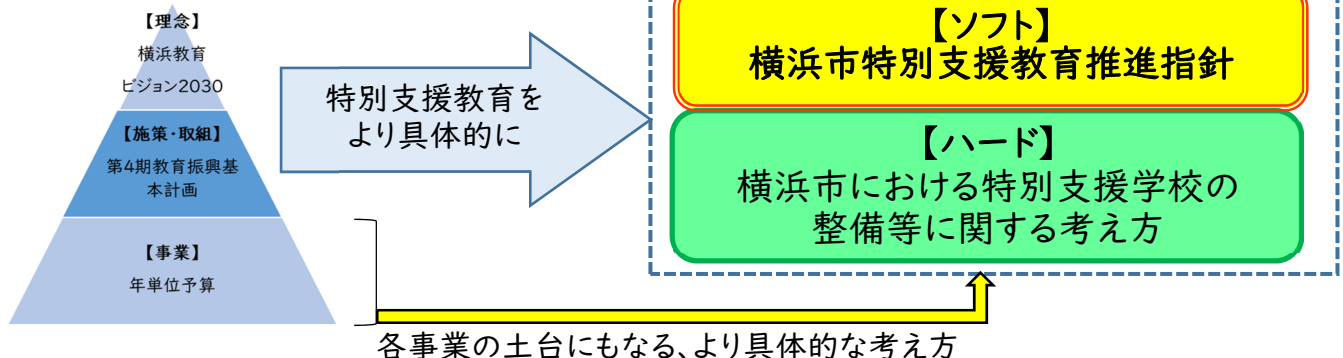 【理念】
横浜教育
ビジョン2030
【施策・取組】
第4期教育振興基
本計画
【事業】
年単位予算
特別支援教育を
より具体的に
【ソフト】
横浜市特別支援教育推進指針
【ハード】
横浜市における特別支援学校の
整備等に関する考え方
各事業の土台にもなる、より具体的な考え方